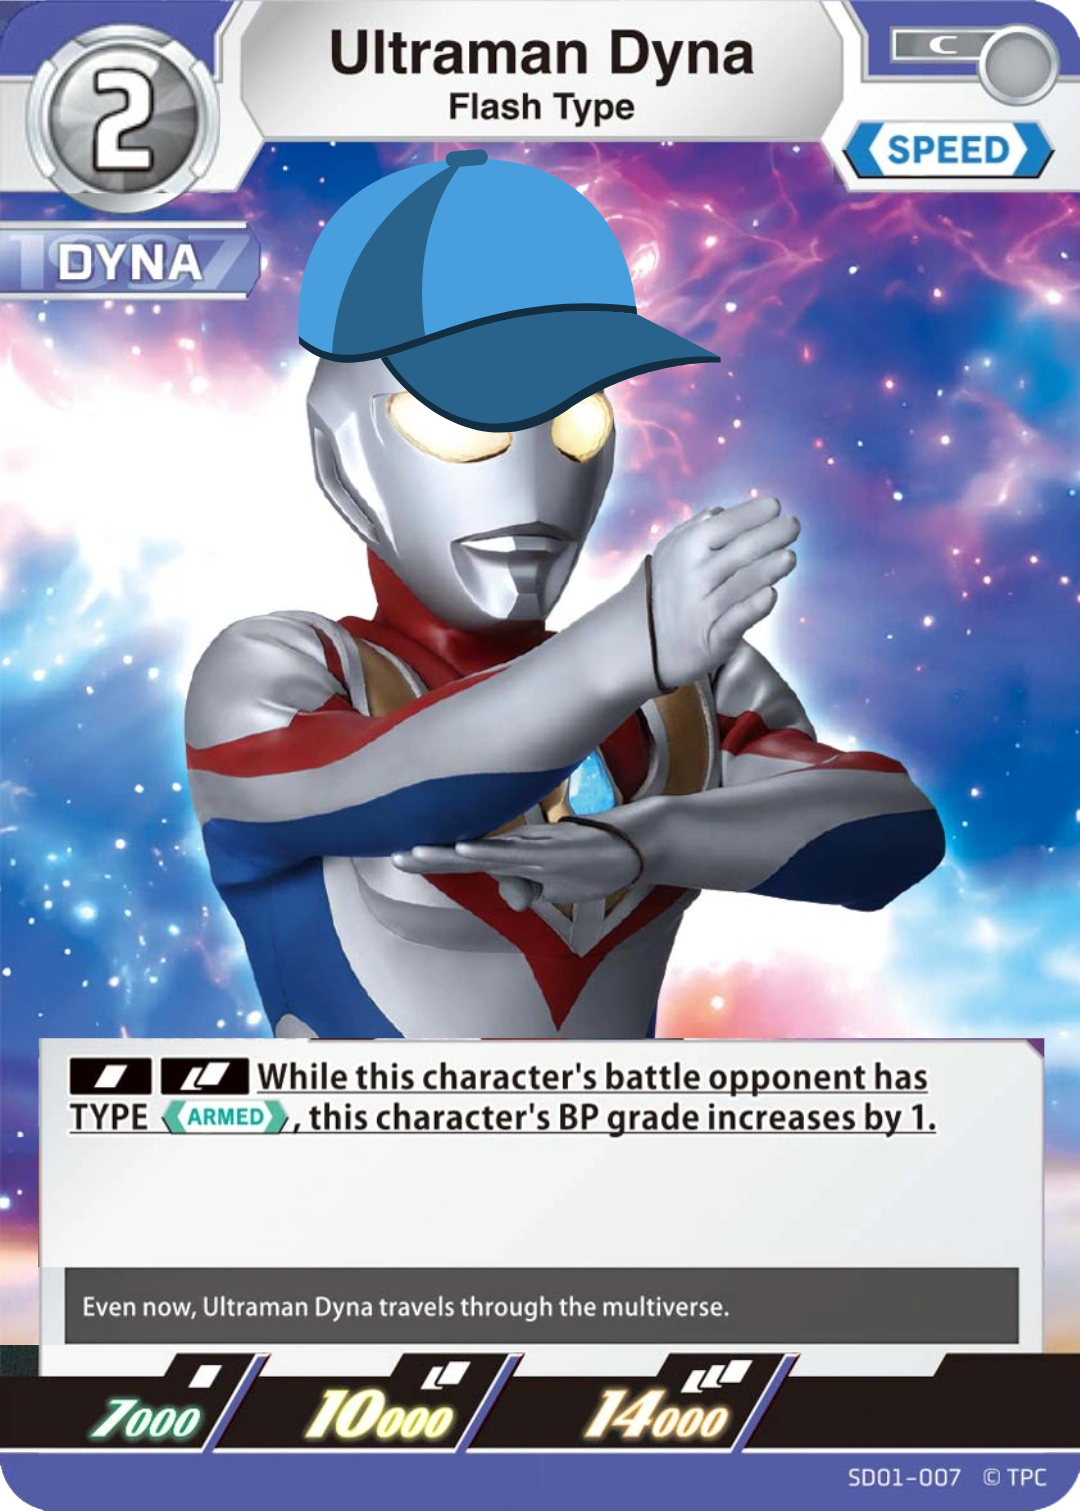 2
Ultraman Dyna
Flash Type
C
SPEED
1997
DYNA
While this character's battle opponent has
TYPE ARMED, this character's BP grade increases by 1.
Even now, Ultraman Dyna travels through the multiverse.
7000 10000 14000
SD01-007 © TPC